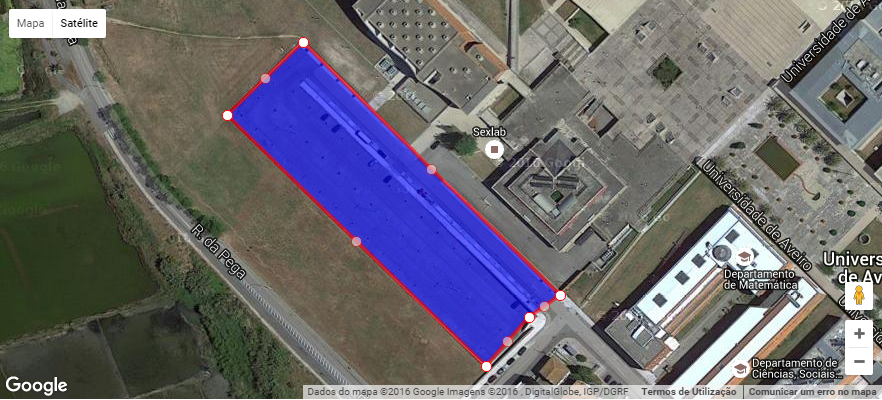 Mapa
Satélite
Universidade de A
Sexlab
2016 Google
Universidade de Aveiro
R. da Pega
Departamento
de Matemática
Univers
de Av
Departamento de
Ciências, Sociais...
Google
Dados do mapa ©2016 Google Imagens ©2016 , DigitalGlobe, IGP/DGRF
Termos de Utilização
Comunicar um erro no mapa